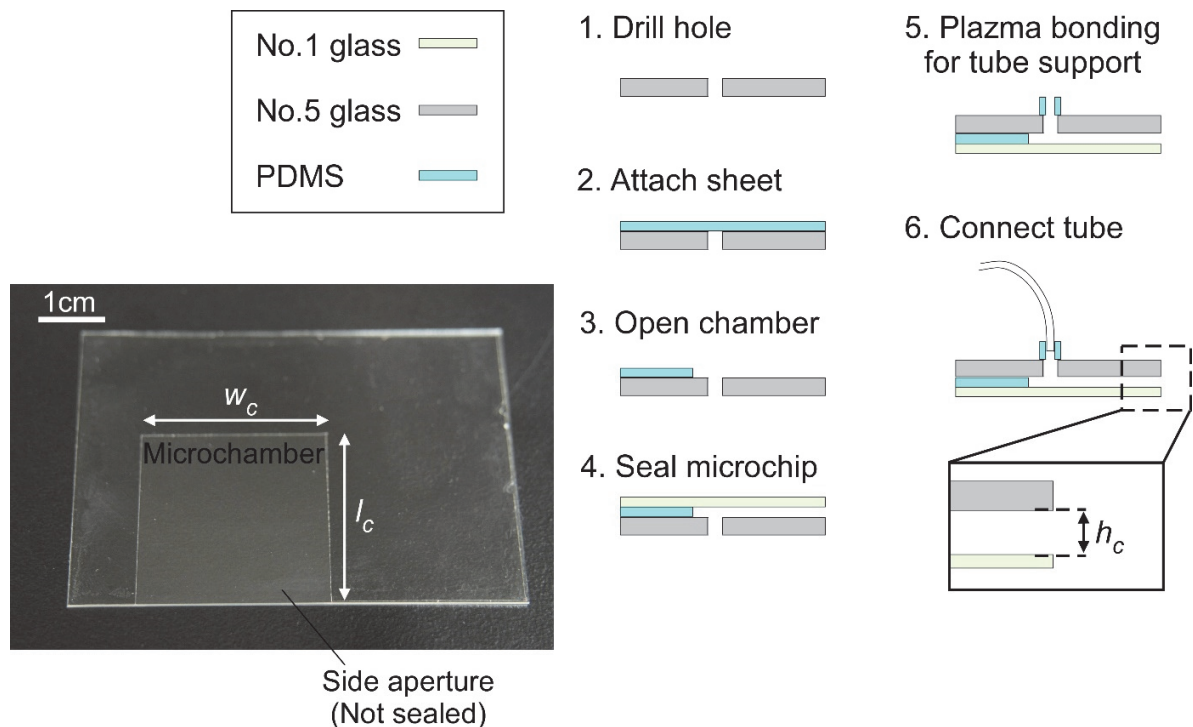 No.1 glass
No.5 glass
PDMS
1cm
w_c
Microchamber
l_c
Side aperture
(Not sealed)
1. Drill hole
2. Attach sheet
3. Open chamber
4. Seal microchip
5. Plazma bonding
for tube support
6. Connect tube
h_c